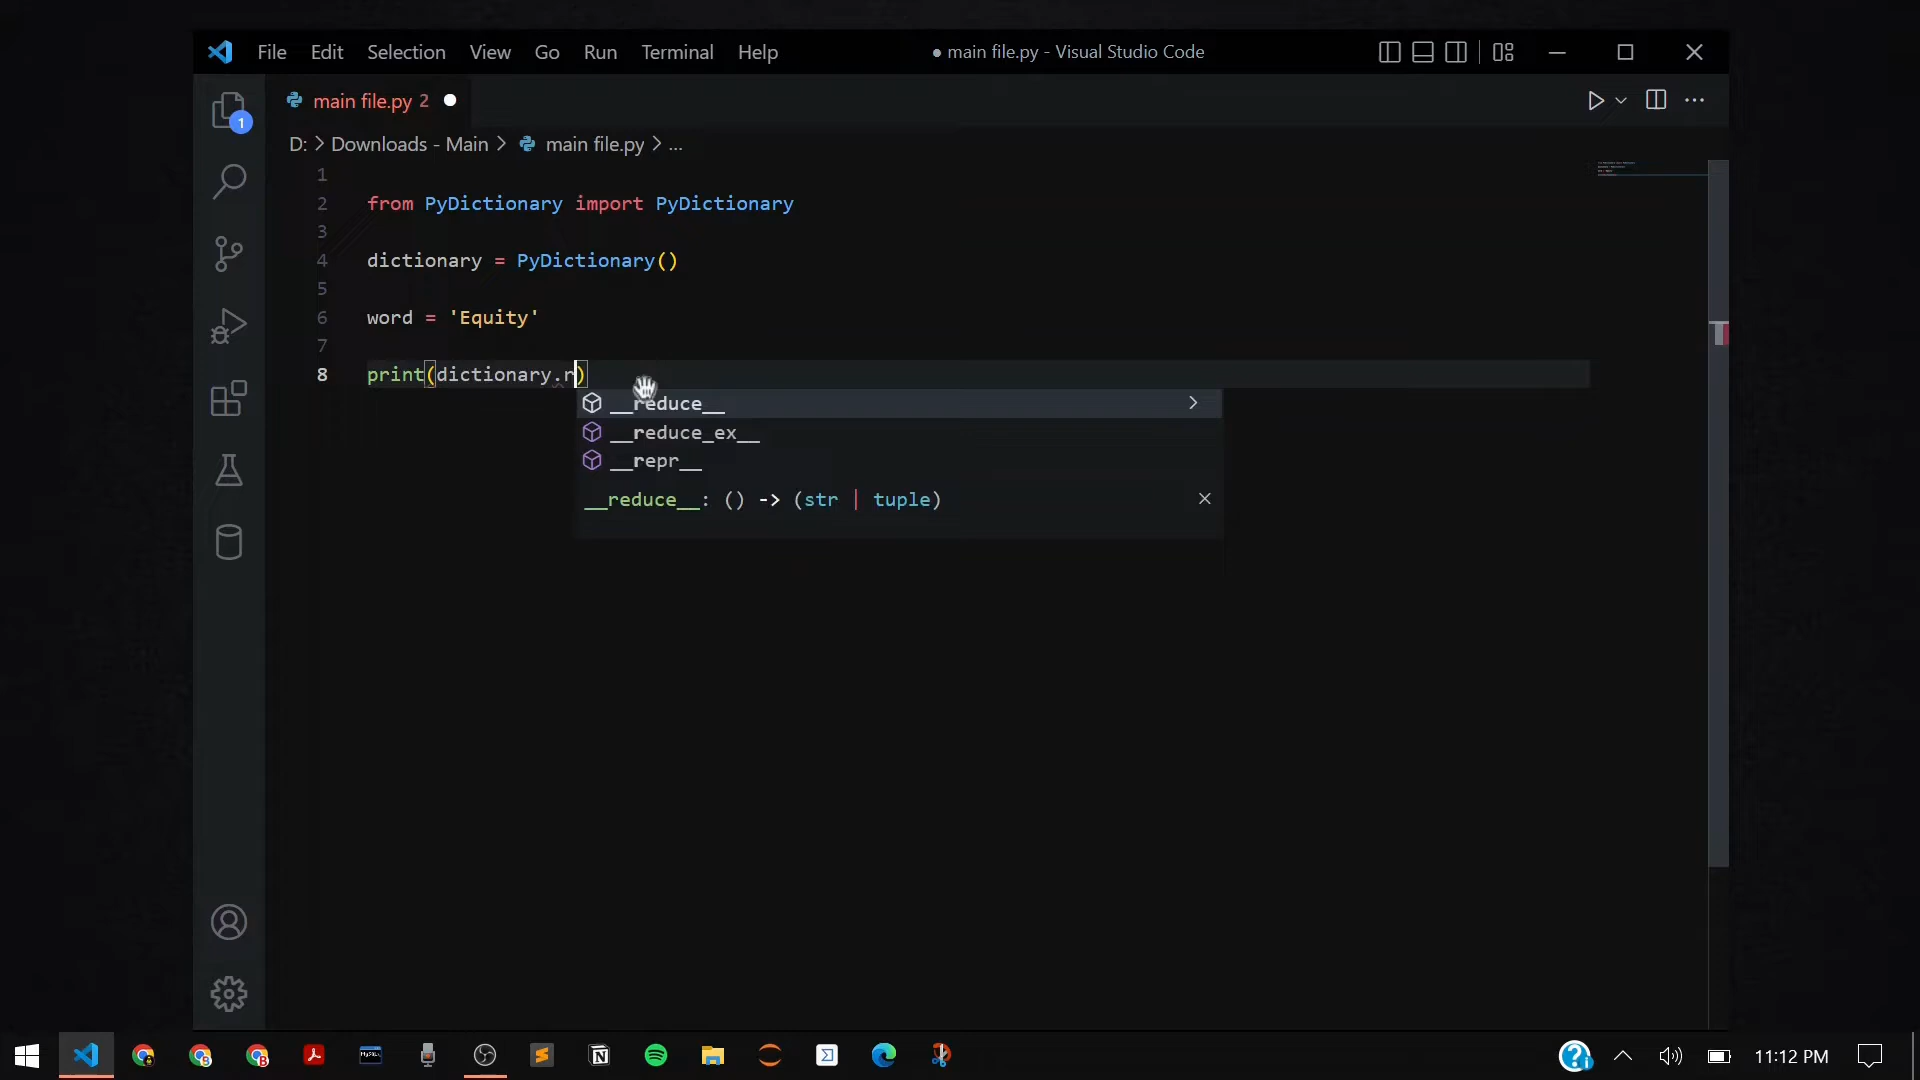 File Edit Selection View Go Run Terminal Help ● main file.py - Visual Studio Code
main file.py 2
1
D: > Downloads - Main > main file.py > ...
1
2 from PyDictionary import PyDictionary
3
4 dictionary = PyDictionary()
5
6 word = 'Equity'
7
8 print(dictionary.r)
__reduce__
__reduce_ex__
__repr__
__reduce__: () -> (str | tuple)
11:12 PM